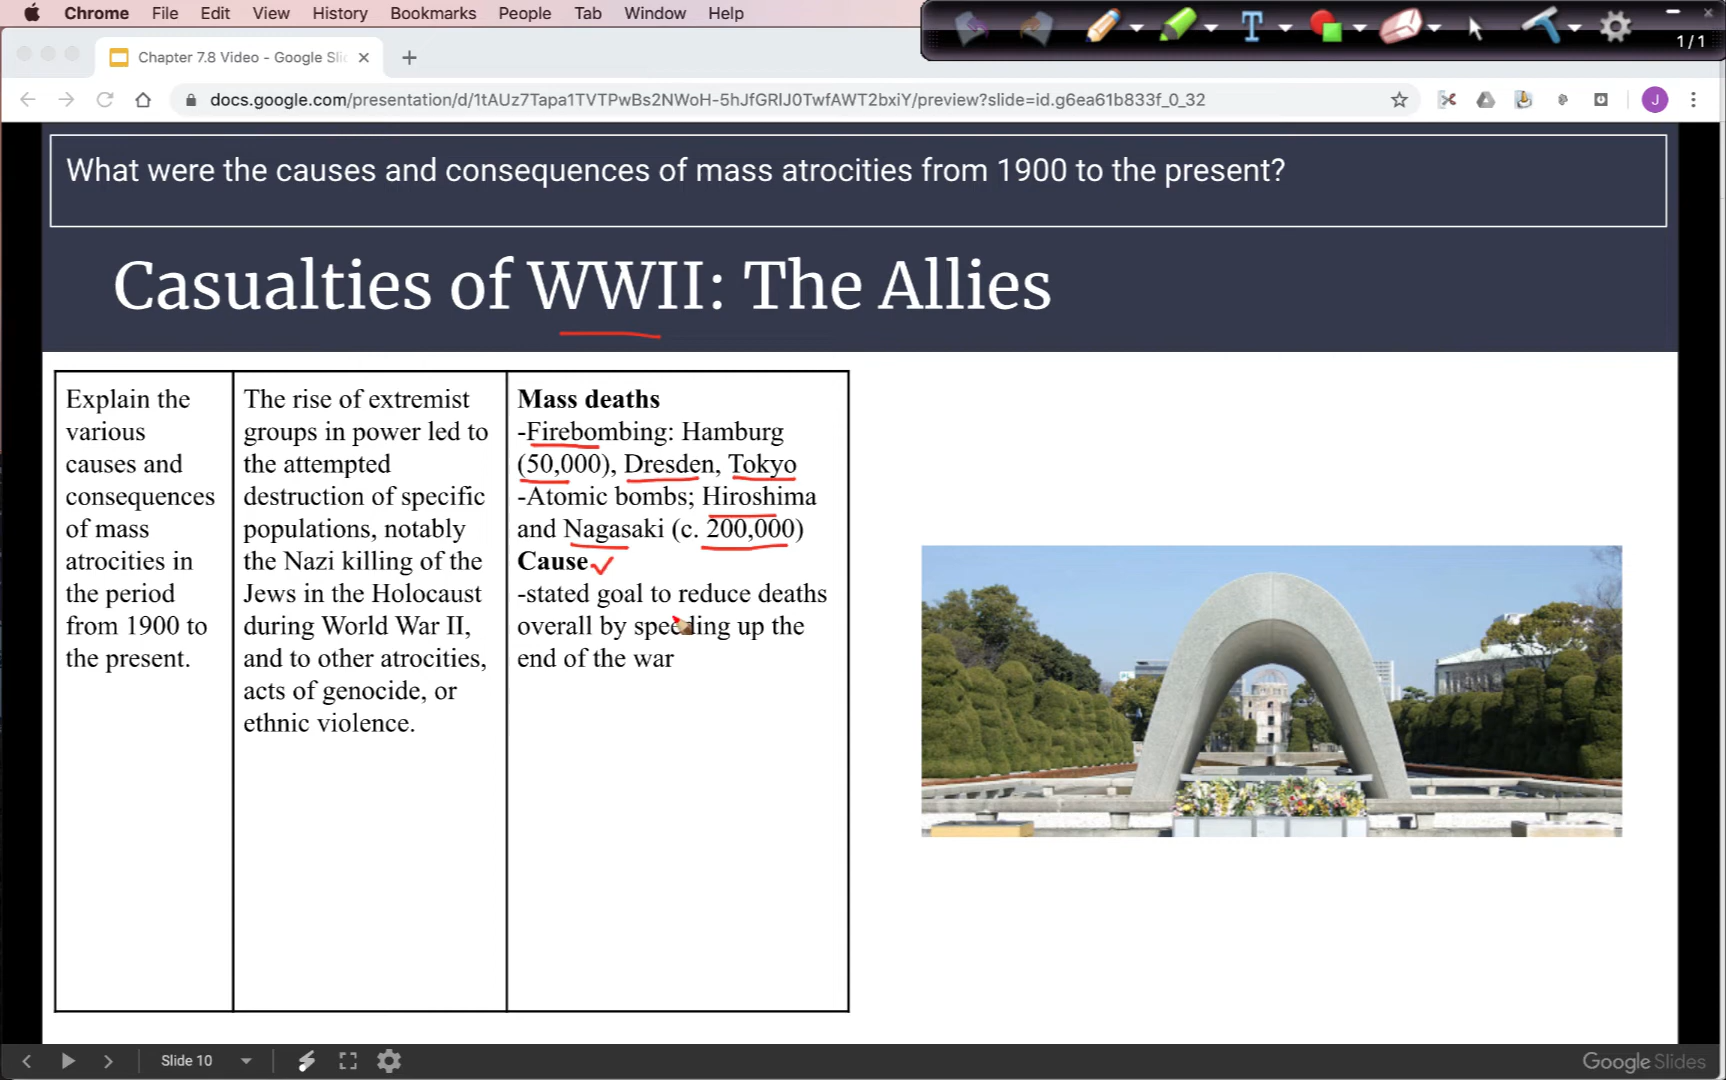 Chrome File Edit View History Bookmarks People Tab Window Help
1/1
Chapter 7.8 Video - Google Slid
docs.google.com/presentation/d/1tAUz7Tapa1TVTPwBs2NWoH-5hJfGRlJ0TwfAWT2bxiY/preview?slide=id.g6ea61b833f_0_32
J
What were the causes and consequences of mass atrocities from 1900 to the present?
Casualties of WWII: The Allies
Explain the
various
causes and
consequences
of mass
atrocities in
the period
from 1900 to
the present.
The rise of extremist
groups in power led to
the attempted
destruction of specific
populations, notably
the Nazi killing of the
Jews in the Holocaust
during World War II,
and to other atrocities,
acts of genocide, or
ethnic violence.
Mass deaths
-Firebombing: Hamburg
(50,000), Dresden, Tokyo
-Atomic bombs; Hiroshima
and Nagasaki (c. 200,000)
Cause
-stated goal to reduce deaths
overall by speeding up the
end of the war
Slide 10
Google Slides